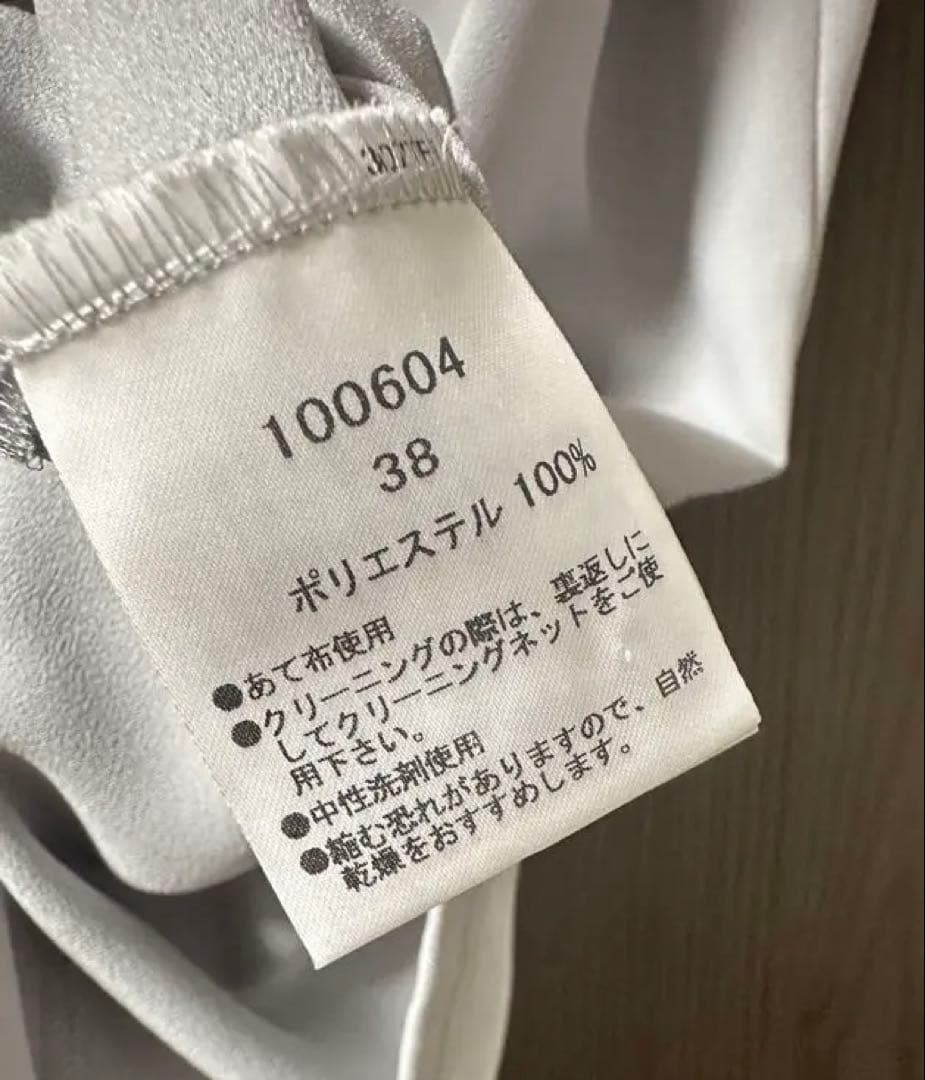 100604
38
ポリエステル 100%
●あて布使用
●クリーニングの際は、裏返しに
してクリーニングネットをご使
用下さい。
●中性洗剤使用
●縮む恐れがありますので、自然
乾燥をおすすめします。